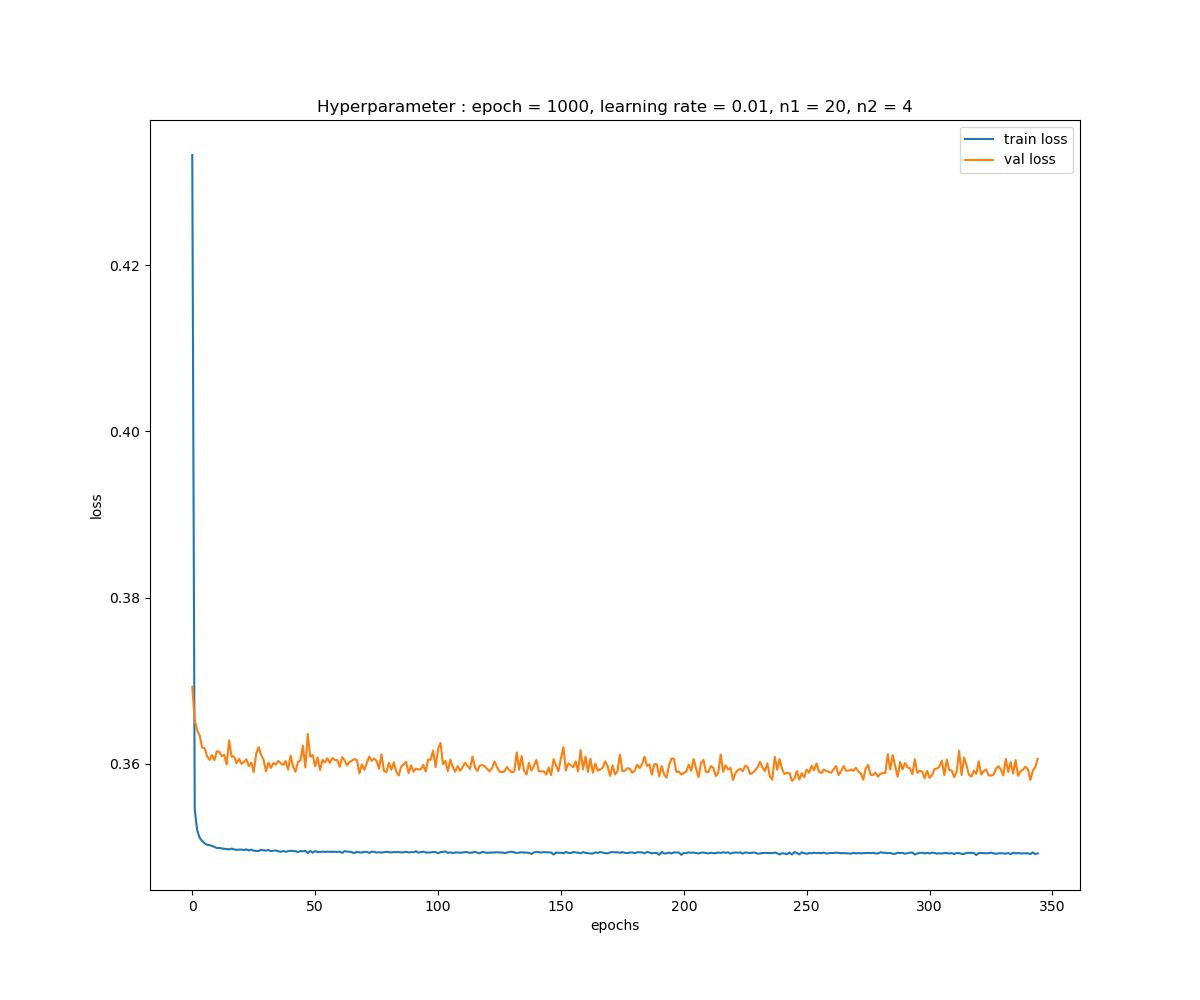 Hyperparameter : epoch = 1000, learning rate = 0.01, n1 = 20, n2 = 4
train loss
val loss
0.42
0.40
0.38
0.36
loss
0 50 100 150 200 250 300 350
epochs